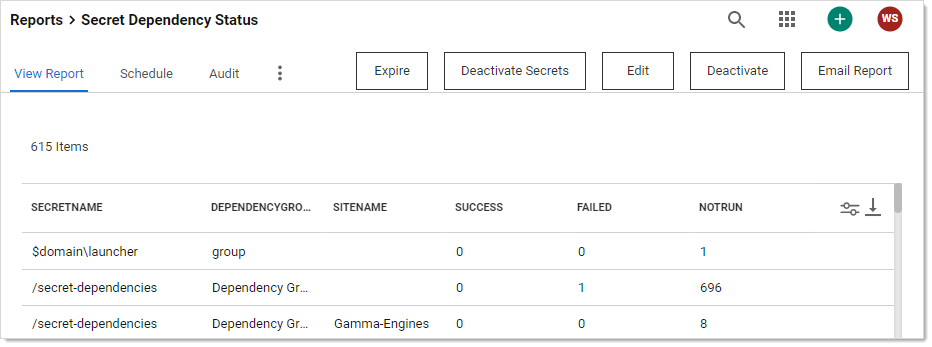 Reports > Secret Dependency Status
WS
View Report Schedule Audit Expire Deactivate Secrets Edit Deactivate Email Report
615 Items
SECRETNAME DEPENDENCYGRO... SITENAME SUCCESS FAILED NOTRUN
$domain\launcher group 0 0 1
/secret-dependencies Dependency Gr... 0 1 696
/secret-dependencies Dependency Gr... Gamma-Engines 0 0 8